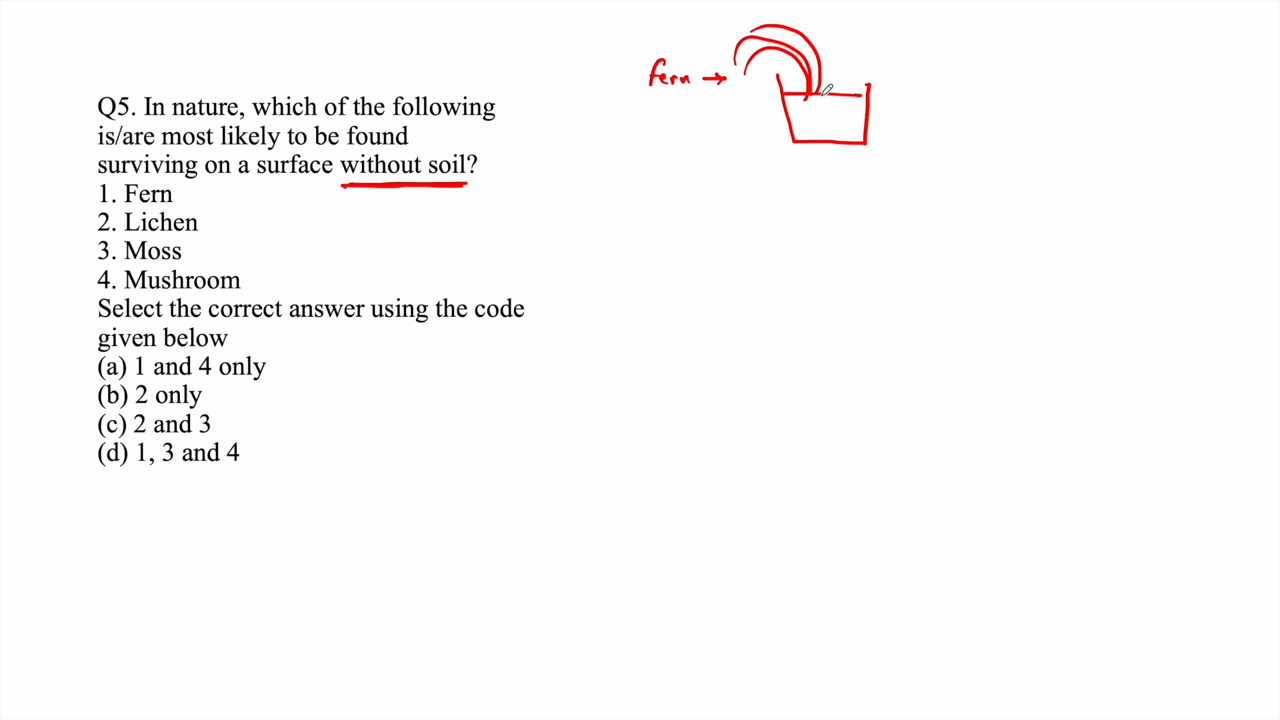 Q5. In nature, which of the following
is/are most likely to be found
surviving on a surface without soil?
1. Fern
2. Lichen
3. Moss
4. Mushroom
Select the correct answer using the code
given below
(a) 1 and 4 only
(b) 2 only
(c) 2 and 3
(d) 1, 3 and 4
fern →